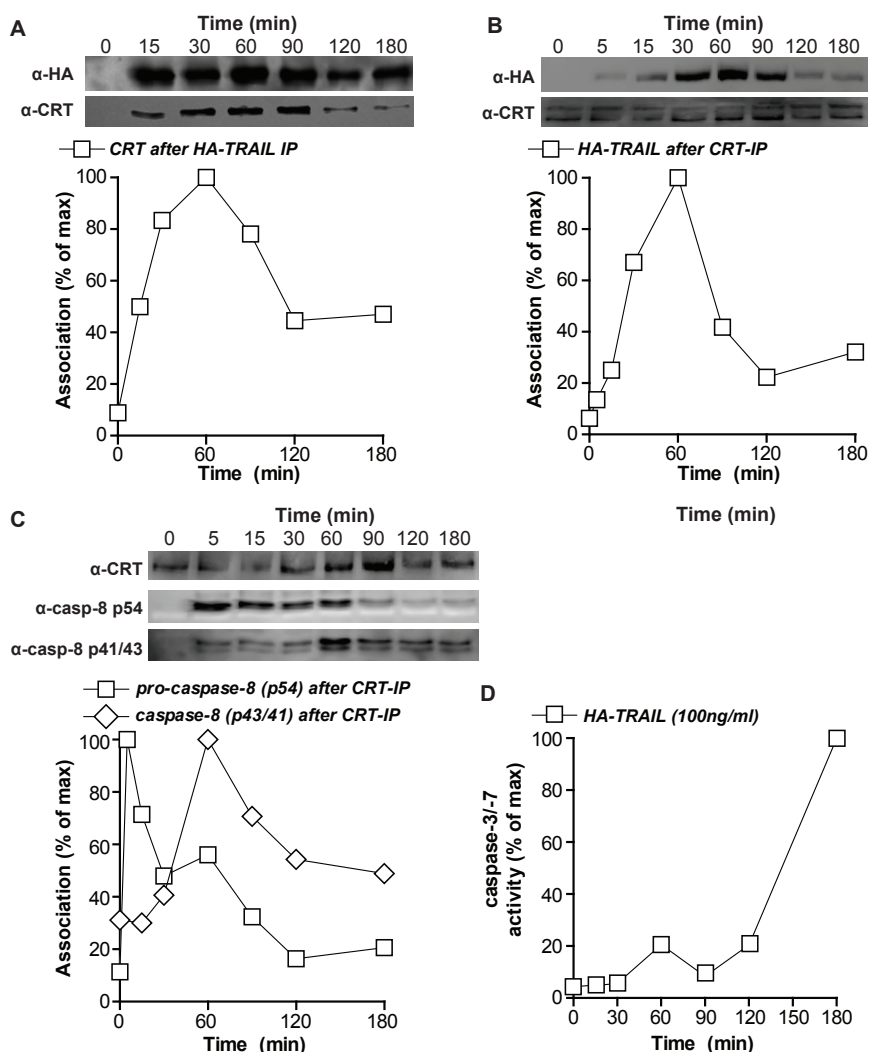 A
Time (min)
0 15 30 60 90 120 180
α-HA
α-CRT
CRT after HA-TRAIL IP
Association (% of max)
100
80
60
40
20
0
0 60 120 180
Time (min)
B
Time (min)
0 5 15 30 60 90 120 180
α-HA
α-CRT
HA-TRAIL after CRT-IP
Association (% of max)
100
80
60
40
20
0
0 60 120 180
Time (min)
Time (min)
C
Time (min)
0 5 15 30 60 90 120 180
α-CRT
α-casp-8 p54
α-casp-8 p41/43
pro-caspase-8 (p54) after CRT-IP
caspase-8 (p43/41) after CRT-IP
Association (% of max)
100
80
60
40
20
0
0 60 120 180
Time (min)
D
HA-TRAIL (100ng/ml)
caspase-3/-7
activity (% of max)
100
80
60
40
20
0
0 30 60 90 120 150 180
Time (min)